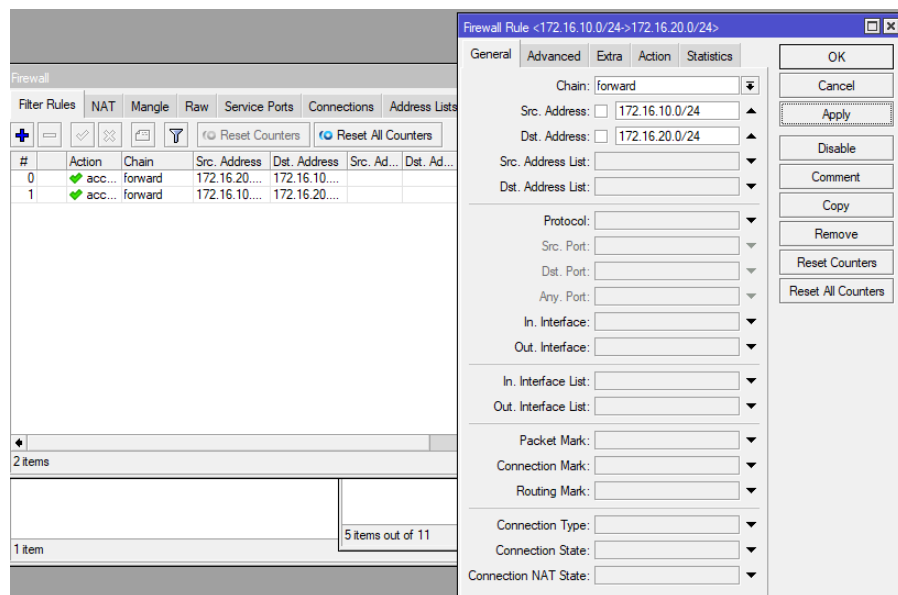 Firewall
Filter Rules NAT Mangle Raw Service Ports Connections Address Lists
Reset Counters Reset All Counters
# Action Chain Src. Address Dst. Address Src. Ad... Dst. Ad...
0 acc... forward 172.16.20.... 172.16.10....
1 acc... forward 172.16.10.... 172.16.20....
2 items
1 item
5 items out of 11
Firewall Rule <172.16.10.0/24->172.16.20.0/24>
General Advanced Extra Action Statistics
Chain: forward
Src. Address: 172.16.10.0/24
Dst. Address: 172.16.20.0/24
Src. Address List:
Dst. Address List:
Protocol:
Src. Port:
Dst. Port:
Any. Port:
In. Interface:
Out. Interface:
In. Interface List:
Out. Interface List:
Packet Mark:
Connection Mark:
Routing Mark:
Connection Type:
Connection State:
Connection NAT State:
OK
Cancel
Apply
Disable
Comment
Copy
Remove
Reset Counters
Reset All Counters